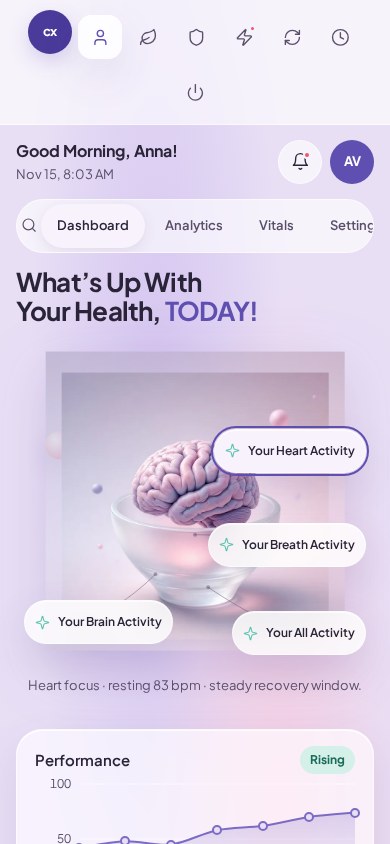 cx
Good Morning, Anna!
AV
Nov 15, 8:03 AM
Dashboard Analytics Vitals Setting
What's Up With
Your Health, TODAY!
Your Heart Activity
Your Breath Activity
Your Brain Activity
Your All Activity
Heart focus · resting 83 bpm · steady recovery window.
Performance Rising
100
50